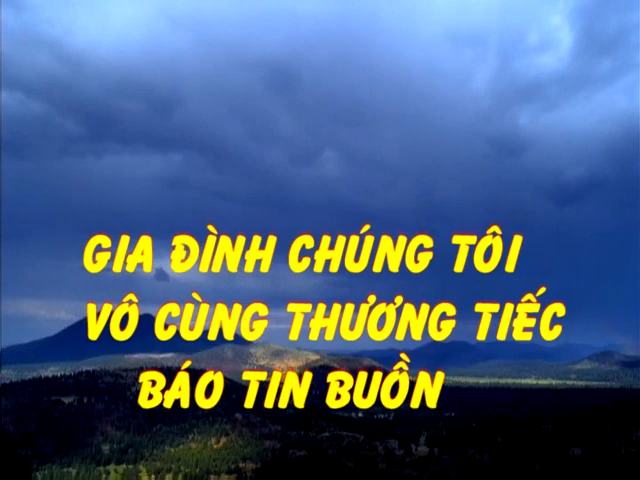 GIA ĐÌNH CHÚNG TÔI
VÔ CÙNG THƯƠNG TIẾC
BÁO TIN BUỒN